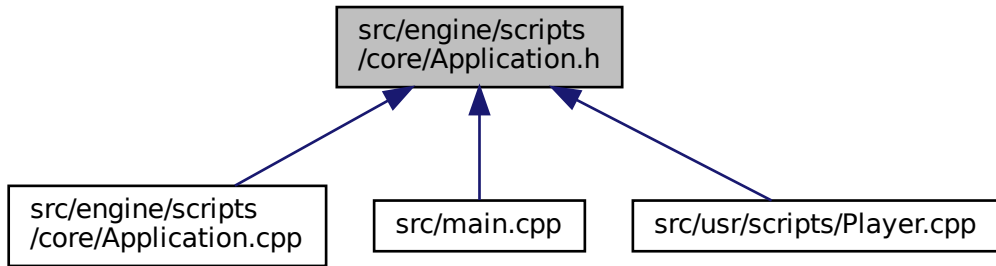 src/engine/scripts
/core/Application.h
src/engine/scripts
/core/Application.cpp
src/main.cpp
src/usr/scripts/Player.cpp